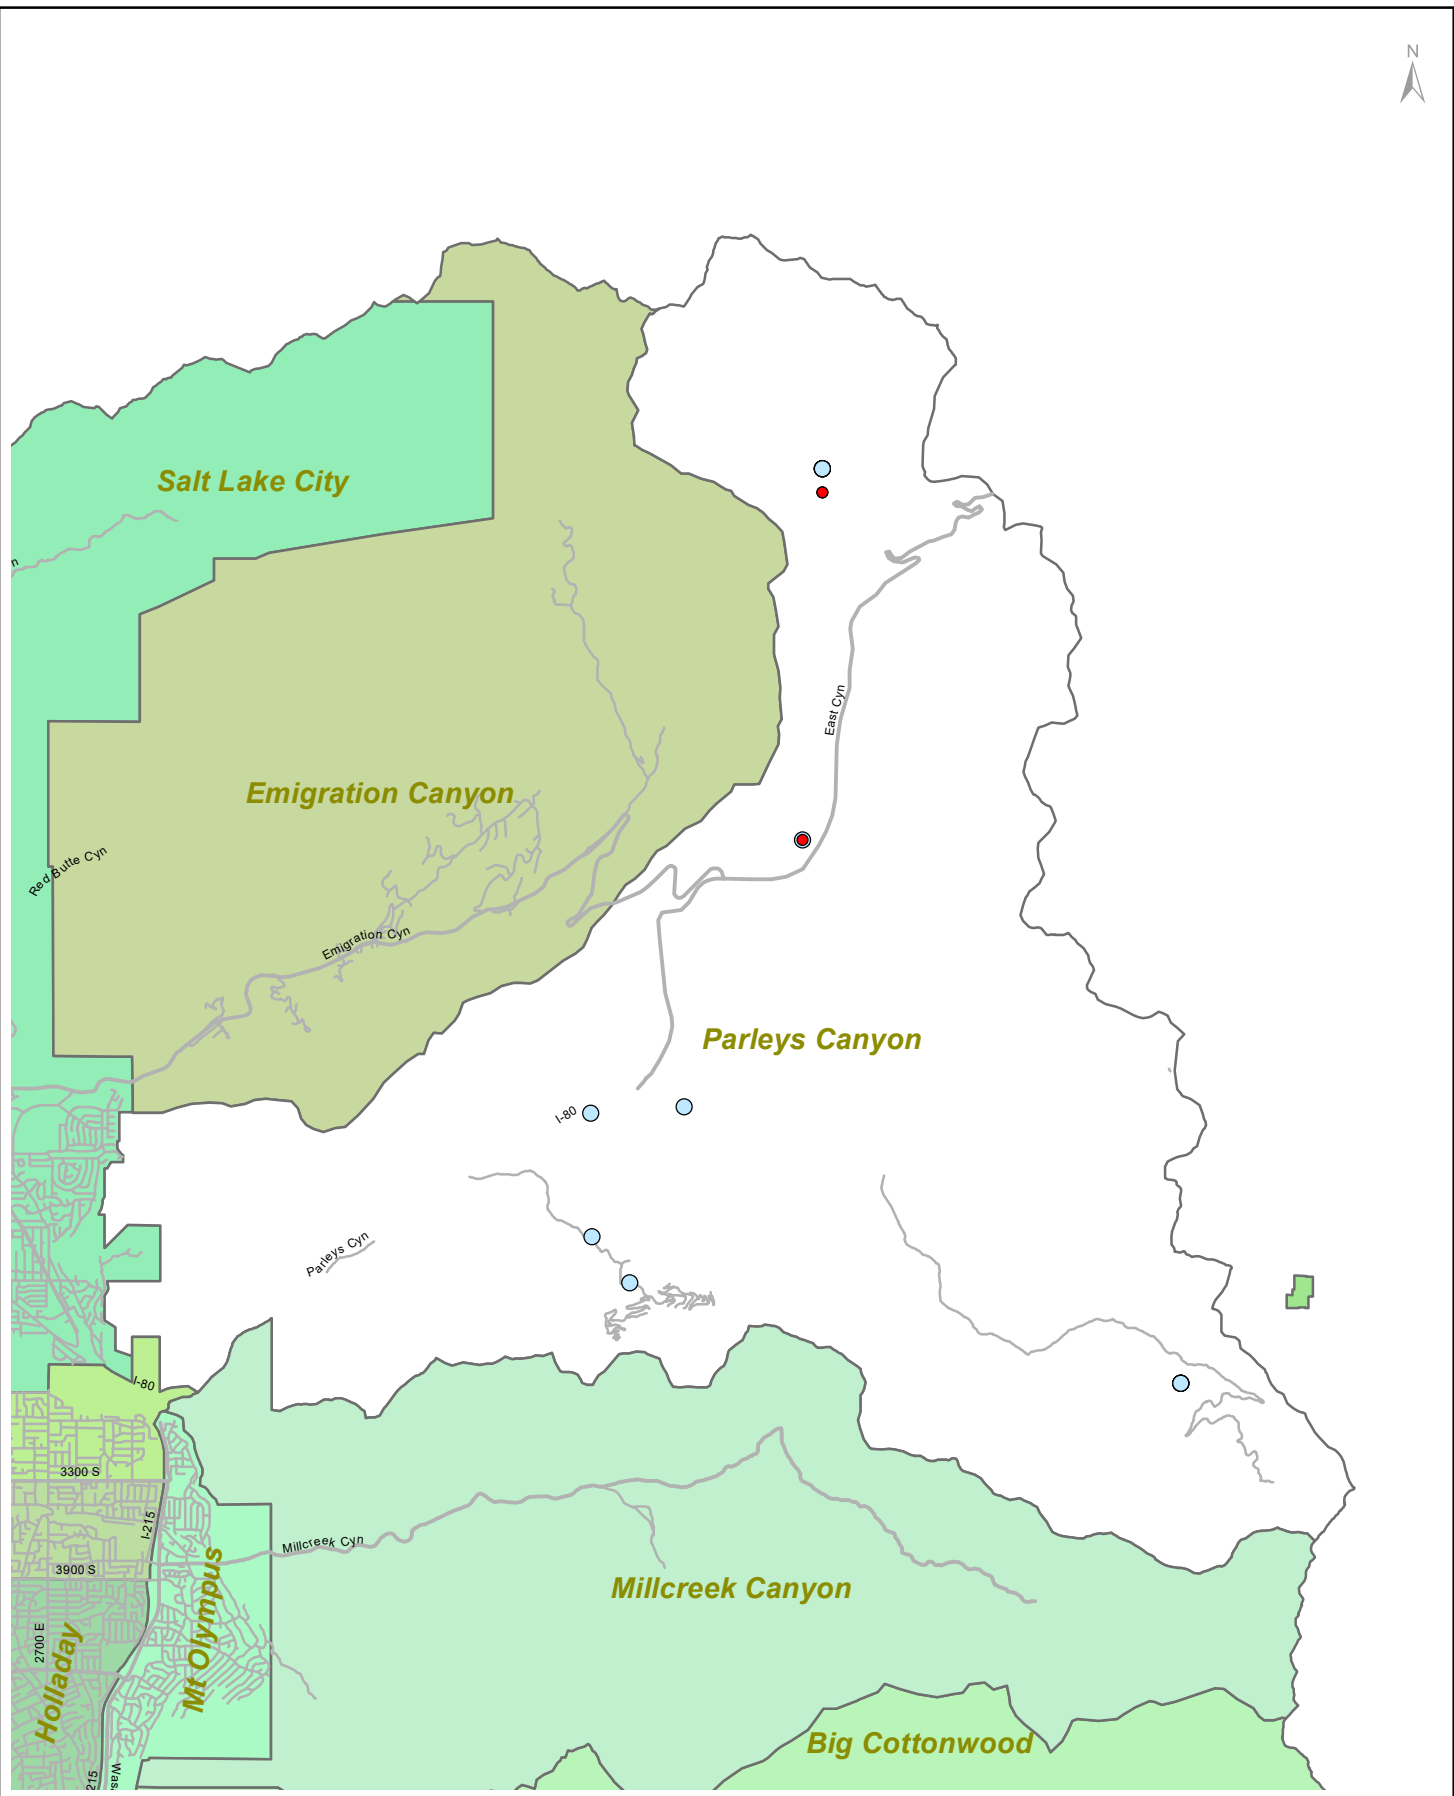 N
Salt Lake City
n
East Cyn
Emigration Canyon
Red Butte Cyn
Emigration Cyn
Parleys Canyon
I-80
Parleys Cyn
I-80
3300 S
I-215
Millcreek Cyn
3900 S
Millcreek Canyon
Mt Olympus
2700 E
Holladay
Big Cottonwood
215
Was